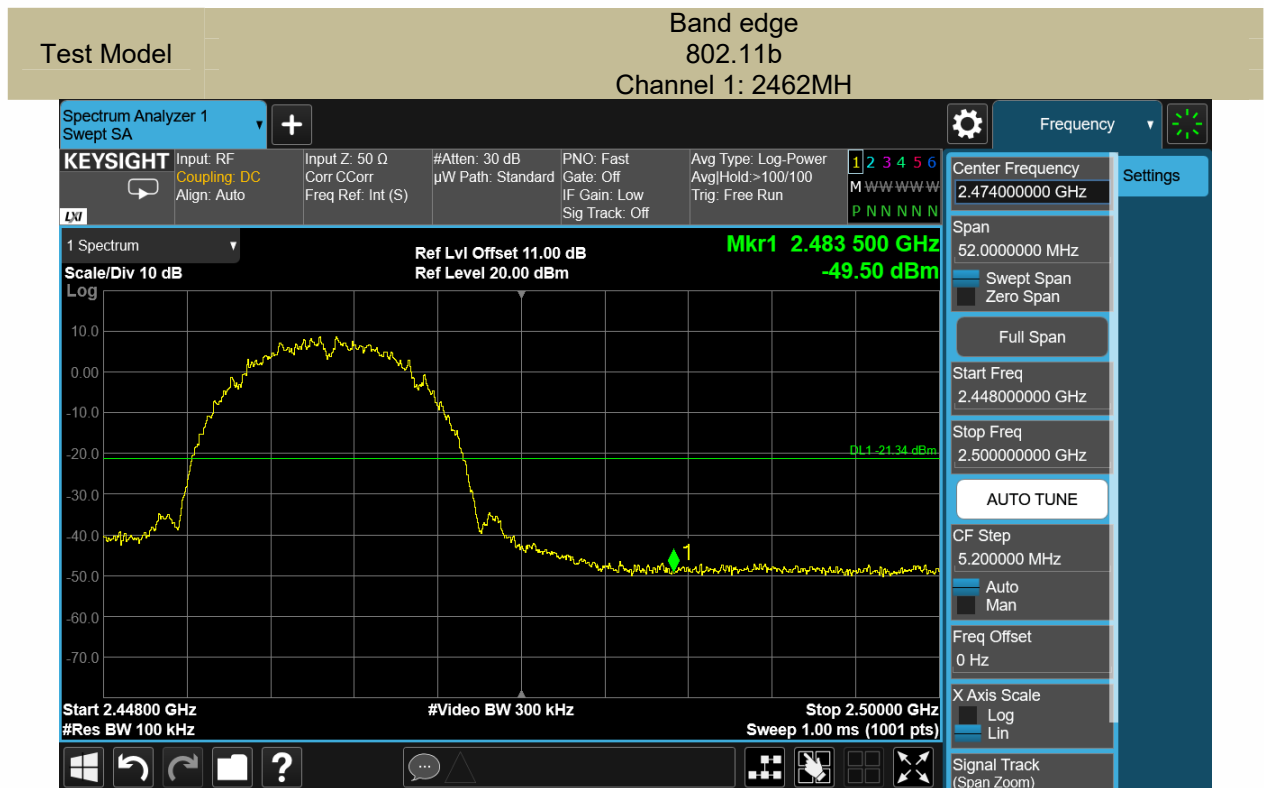 Test Model
Band edge
802.11b
Channel 1: 2462MH
Spectrum Analyzer 1
Swept SA
Frequency
KEYSIGHT
LXI
Input: RF
Coupling: DC
Align: Auto
Input Z: 50 Ω
Corr CCorr
Freq Ref: Int (S)
#Atten: 30 dB
µW Path: Standard
PNO: Fast
Gate: Off
IF Gain: Low
Sig Track: Off
Avg Type: Log-Power
Avg|Hold:>100/100
Trig: Free Run
1 2 3 4 5 6
M W W W W W
P N N N N N
1 Spectrum
Scale/Div 10 dB
Log
Ref Lvl Offset 11.00 dB
Ref Level 20.00 dBm
Mkr1 2.483 500 GHz
-49.50 dBm
10.0
0.00
-10.0
-20.0
-30.0
-40.0
-50.0
-60.0
-70.0
DL1 -21.34 dBm
1
Start 2.44800 GHz
#Res BW 100 kHz
#Video BW 300 kHz
Stop 2.50000 GHz
Sweep 1.00 ms (1001 pts)
Center Frequency
2.474000000 GHz
Settings
Span
52.0000000 MHz
Swept Span
Zero Span
Full Span
Start Freq
2.448000000 GHz
Stop Freq
2.500000000 GHz
AUTO TUNE
CF Step
5.200000 MHz
Auto
Man
Freq Offset
0 Hz
X Axis Scale
Log
Lin
Signal Track
(Span Zoom)
?